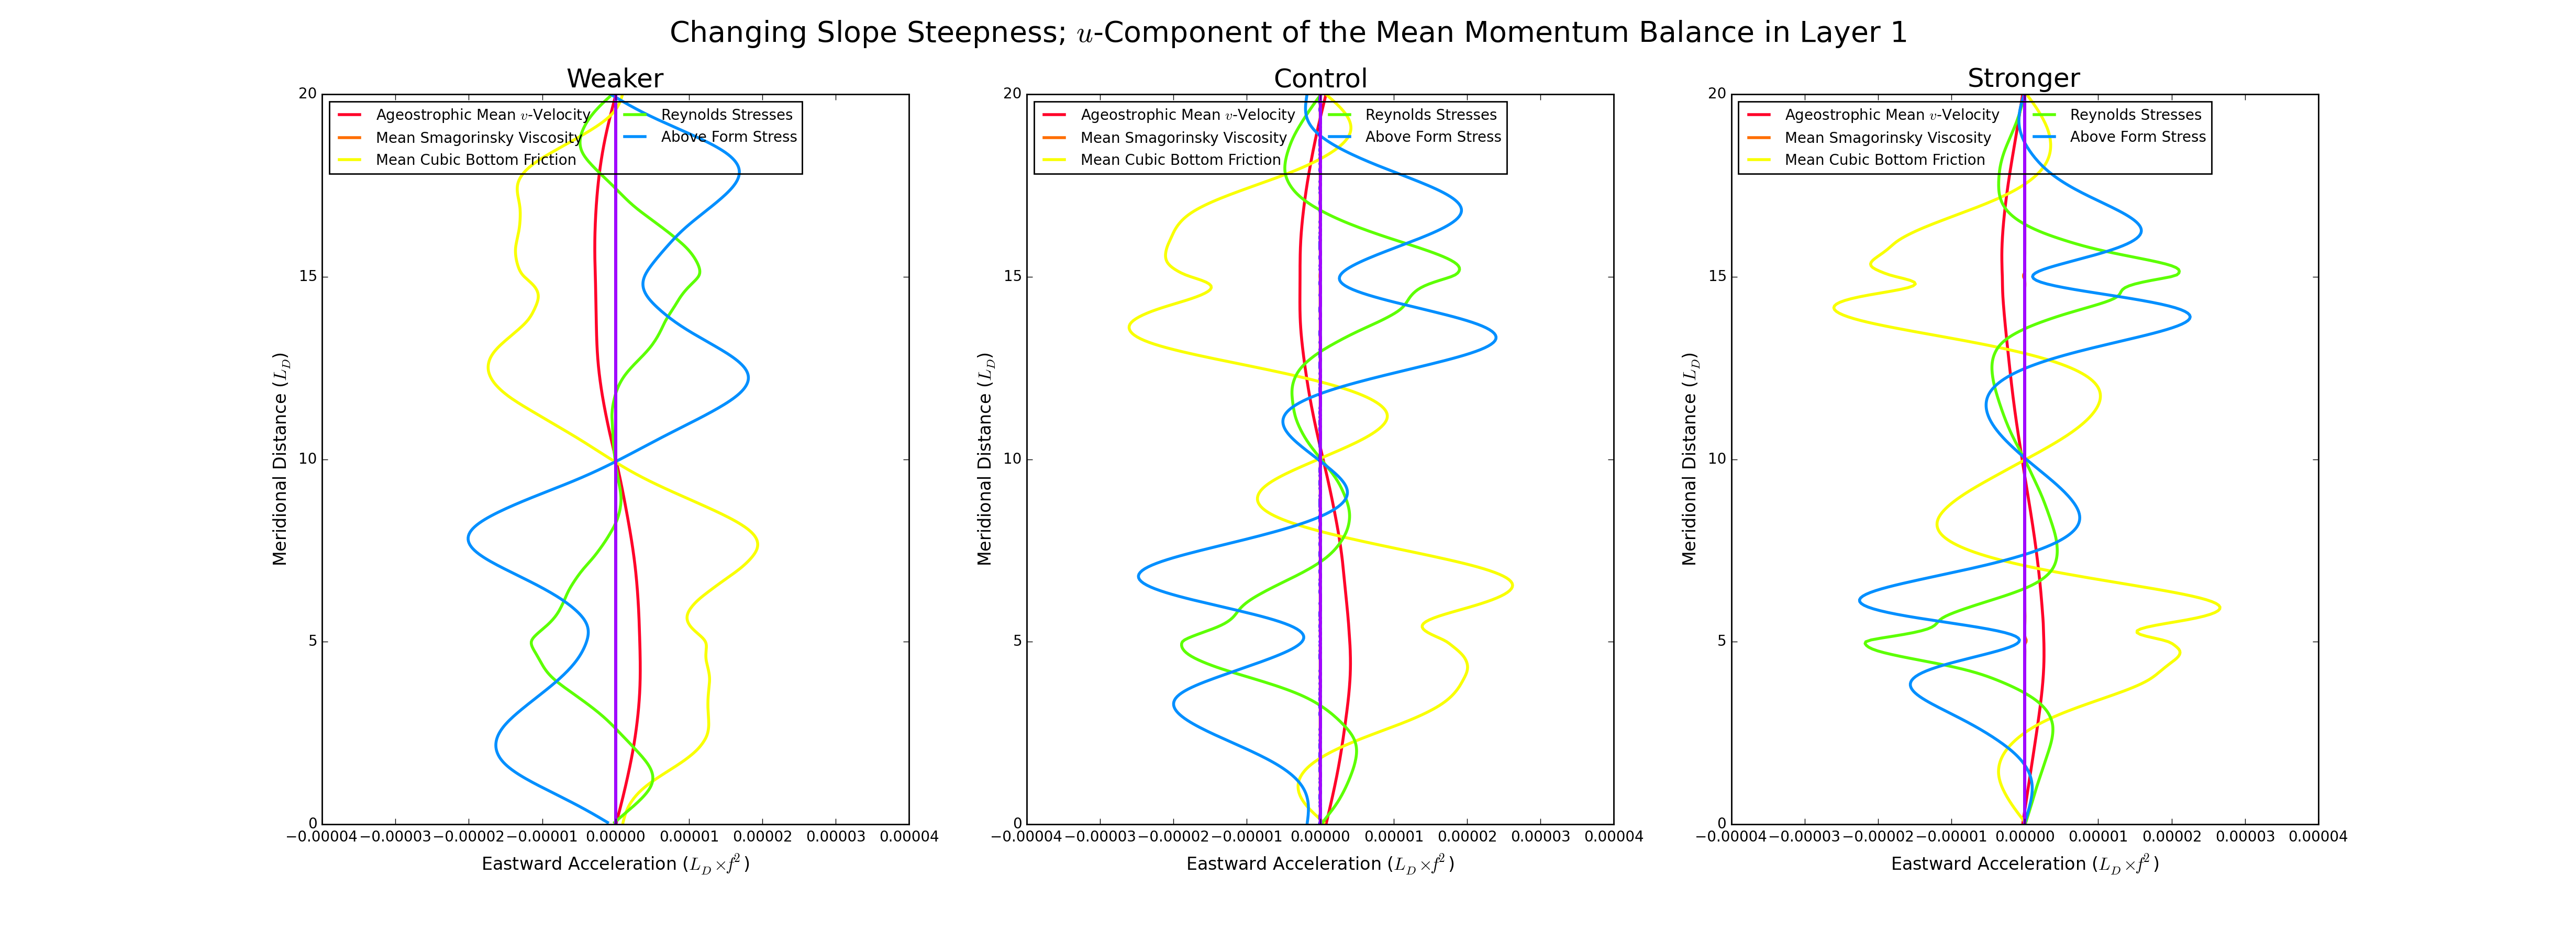 Changing Slope Steepness; u-Component of the Mean Momentum Balance in Layer 1
Weaker
Ageostrophic Mean v-Velocity
Mean Smagorinsky Viscosity
Mean Cubic Bottom Friction
Reynolds Stresses
Above Form Stress
20
15
10
5
0
Meridional Distance (L_D)
−0.00004 −0.00003 −0.00002 −0.00001 0.00000 0.00001 0.00002 0.00003 0.00004
Eastward Acceleration (L_D×f²)
Control
Ageostrophic Mean v-Velocity
Mean Smagorinsky Viscosity
Mean Cubic Bottom Friction
Reynolds Stresses
Above Form Stress
20
15
10
5
0
Meridional Distance (L_D)
−0.00004 −0.00003 −0.00002 −0.00001 0.00000 0.00001 0.00002 0.00003 0.00004
Eastward Acceleration (L_D×f²)
Stronger
Ageostrophic Mean v-Velocity
Mean Smagorinsky Viscosity
Mean Cubic Bottom Friction
Reynolds Stresses
Above Form Stress
20
15
10
5
0
Meridional Distance (L_D)
−0.00004 −0.00003 −0.00002 −0.00001 0.00000 0.00001 0.00002 0.00003 0.00004
Eastward Acceleration (L_D×f²)